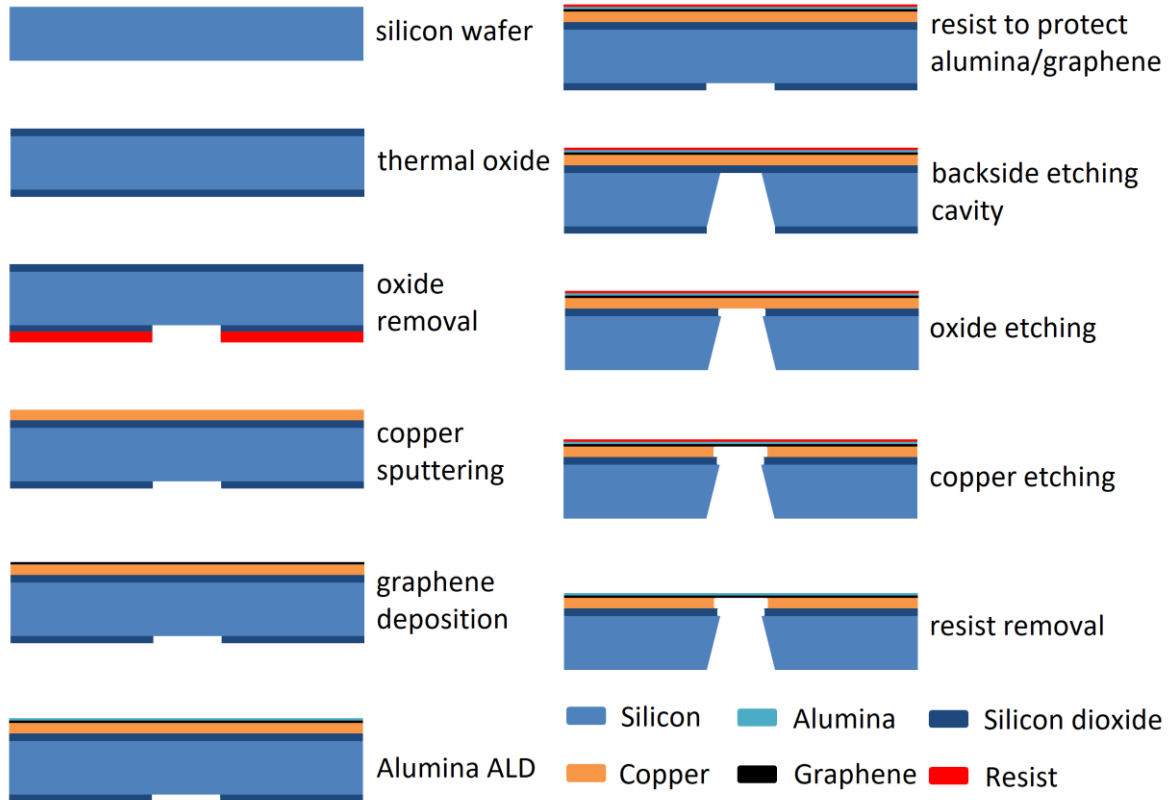 silicon wafer
thermal oxide
oxide
removal
copper
sputtering
graphene
deposition
Alumina ALD
resist to protect
alumina/graphene
backside etching
cavity
oxide etching
copper etching
resist removal
Silicon
Alumina
Silicon dioxide
Copper
Graphene
Resist